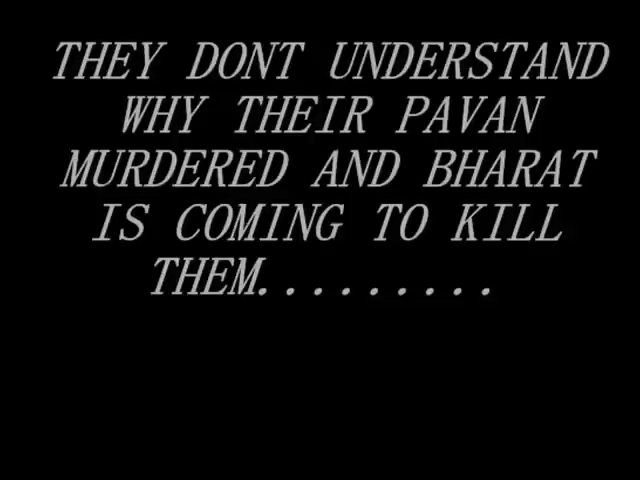 THEY DONT UNDERSTAND
WHY THEIR PAVAN
MURDERED AND BHARAT
IS COMING TO KILL
THEM.........